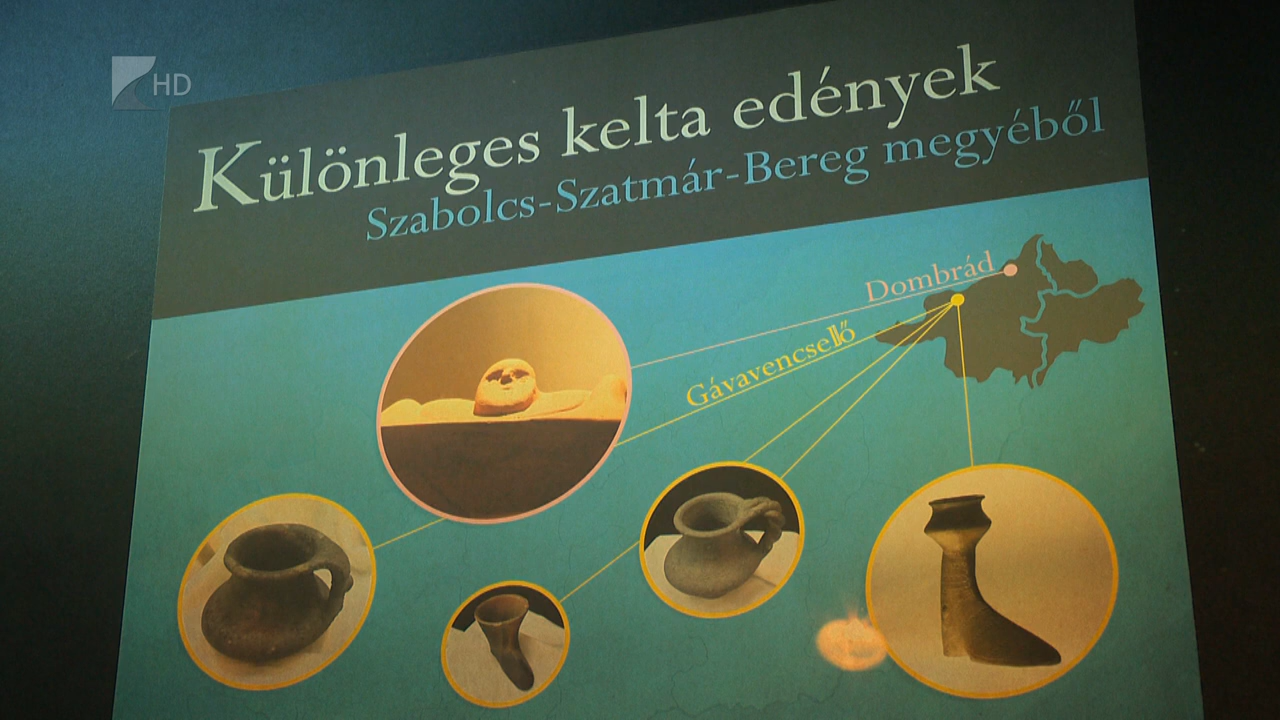 HD
Különleges kelta edények
Szabolcs-Szatmár-Bereg megyéből
Dombrád
Gávavencsellő